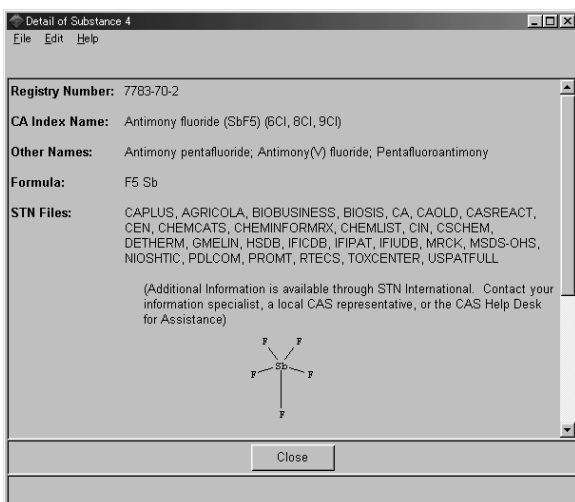 Detail of Substance 4
File Edit Help
Registry Number: 7783-70-2
CA Index Name: Antimony fluoride (SbF5) (6CI, 8CI, 9CI)
Other Names: Antimony pentafluoride; Antimony(V) fluoride; Pentafluoroantimony
Formula: F5 Sb
STN Files: CAPLUS, AGRICOLA, BIOBUSINESS, BIOSIS, CA, CAOLD, CASREACT,
CEN, CHEMCATS, CHEMINFORMRX, CHEMLIST, CIN, CSCHEM,
DETHERM, GMELIN, HSDB, IFICDB, IFIPAT, IFIUDB, MRCK, MSDS-OHS,
NIOSHTIC, PDLCOM, PROMT, RTECS, TOXCENTER, USPATFULL
(Additional Information is available through STN International. Contact your
information specialist, a local CAS representative, or the CAS Help Desk
for Assistance)
F F
Sb
F F
F
Close